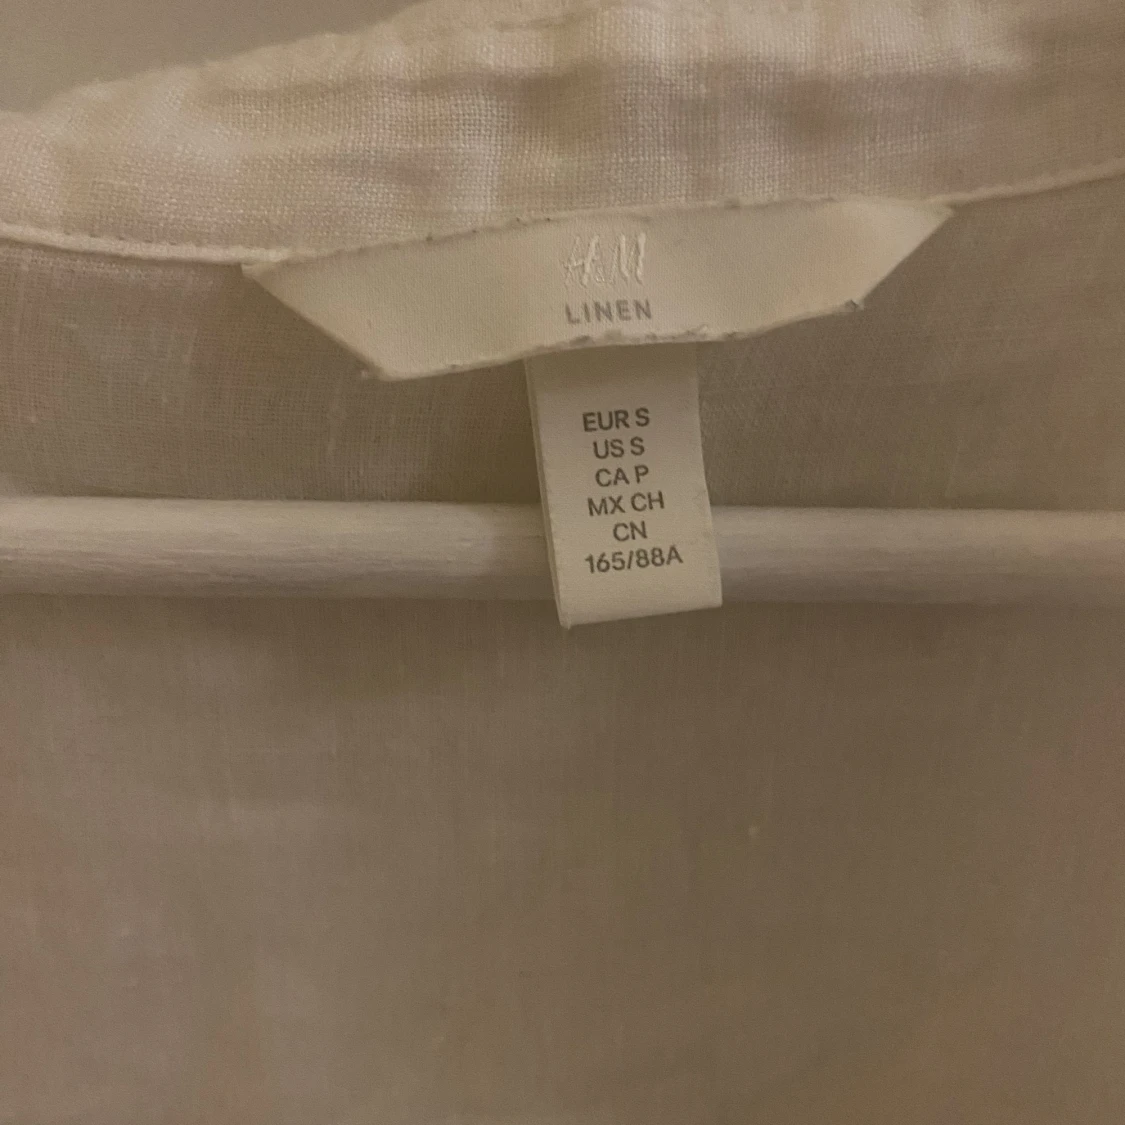 H&M
LINEN
EUR S
US S
CA P
MX CH
CN
165/88A